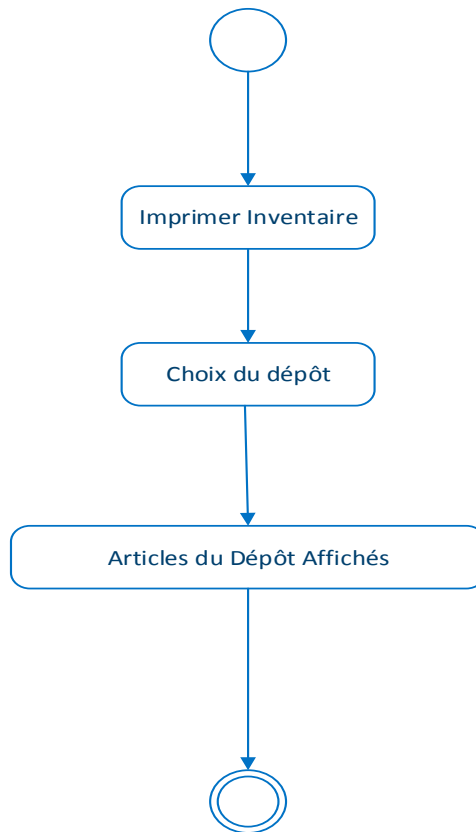 Imprimer Inventaire
Choix du dépôt
Articles du Dépôt Affichés